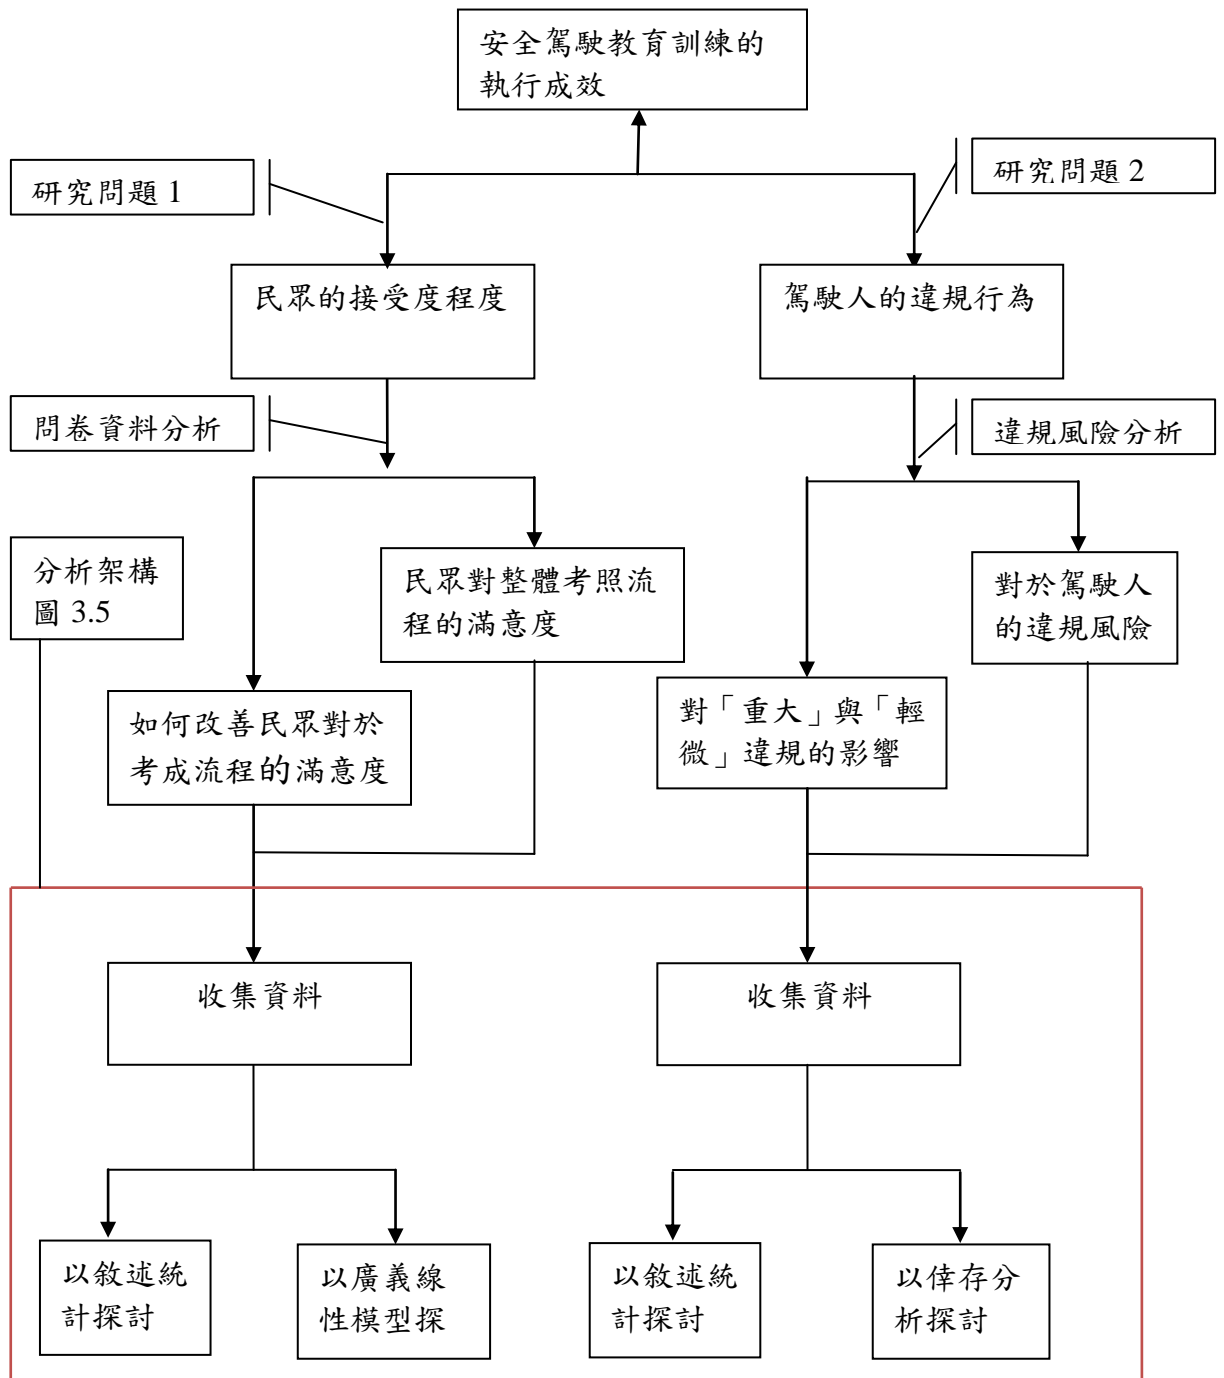 安全駕駛教育訓練的
執行成效
研究問題 1
研究問題 2
民眾的接受度程度
駕駛人的違規行為
問卷資料分析
違規風險分析
分析架構
圖 3.5
民眾對整體考照流
程的滿意度
對於駕駛人
的違規風險
如何改善民眾對於
考成流程的滿意度
對「重大」與「輕
微」違規的影響
收集資料
收集資料
以敘述統
計探討
以廣義線
性模型探
以敘述統
計探討
以倖存分
析探討